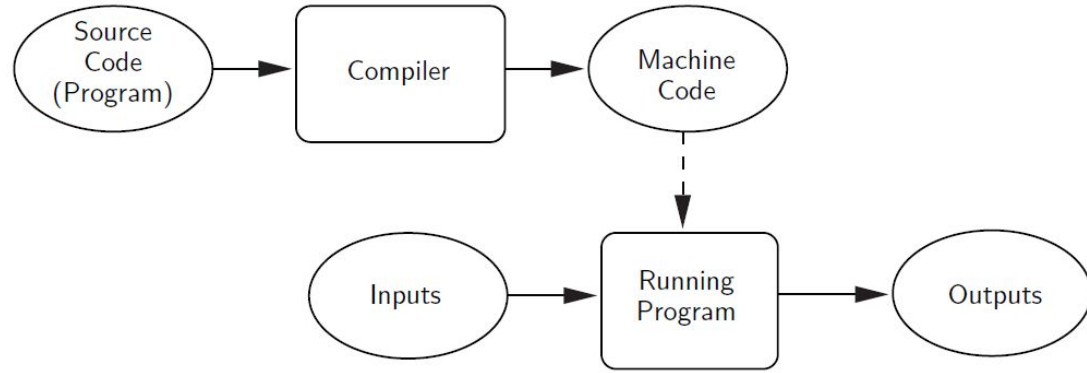 Source
Code
(Program)
Compiler
Machine
Code
Inputs
Running
Program
Outputs